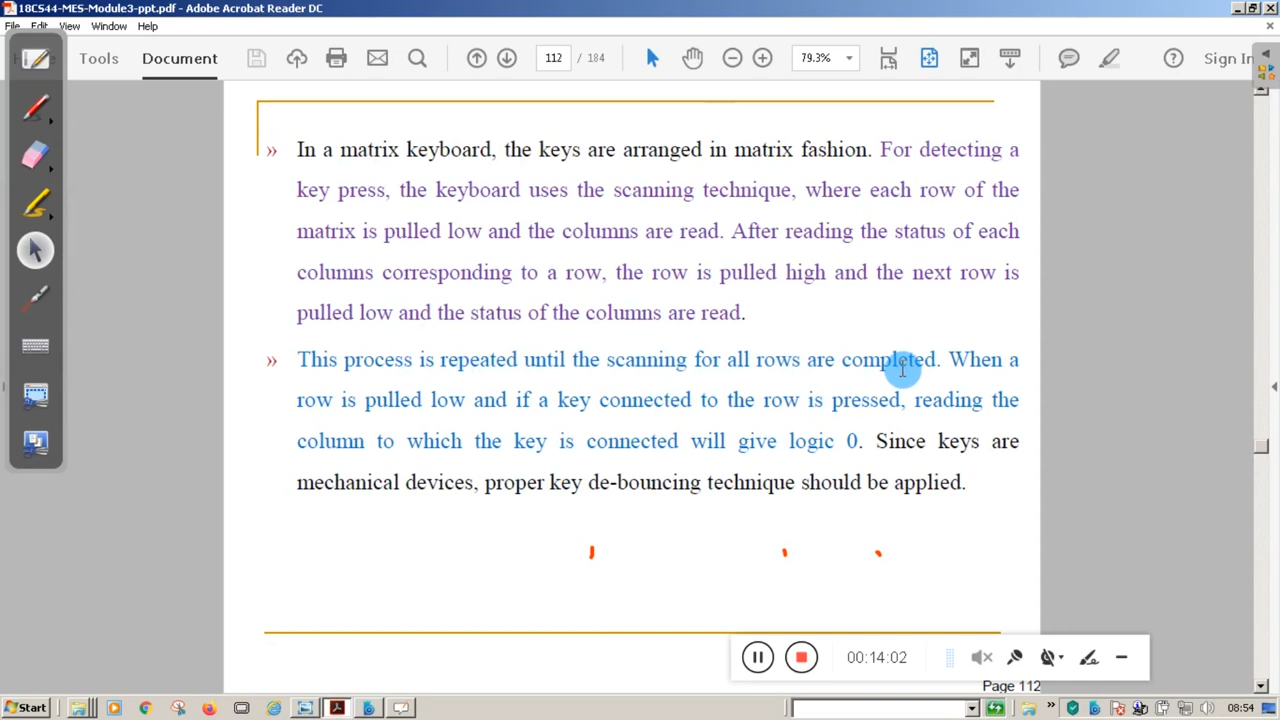 18CS44-MES-Module3-ppt.pdf - Adobe Acrobat Reader DC
File Edit View Window Help
Tools Document 112 / 184 79.3% Sign In
» In a matrix keyboard, the keys are arranged in matrix fashion. For detecting a
key press, the keyboard uses the scanning technique, where each row of the
matrix is pulled low and the columns are read. After reading the status of each
columns corresponding to a row, the row is pulled high and the next row is
pulled low and the status of the columns are read.
» This process is repeated until the scanning for all rows are completed. When a
row is pulled low and if a key connected to the row is pressed, reading the
column to which the key is connected will give logic 0. Since keys are
mechanical devices, proper key de-bouncing technique should be applied.
00:14:02
Page 112
Start 08:54